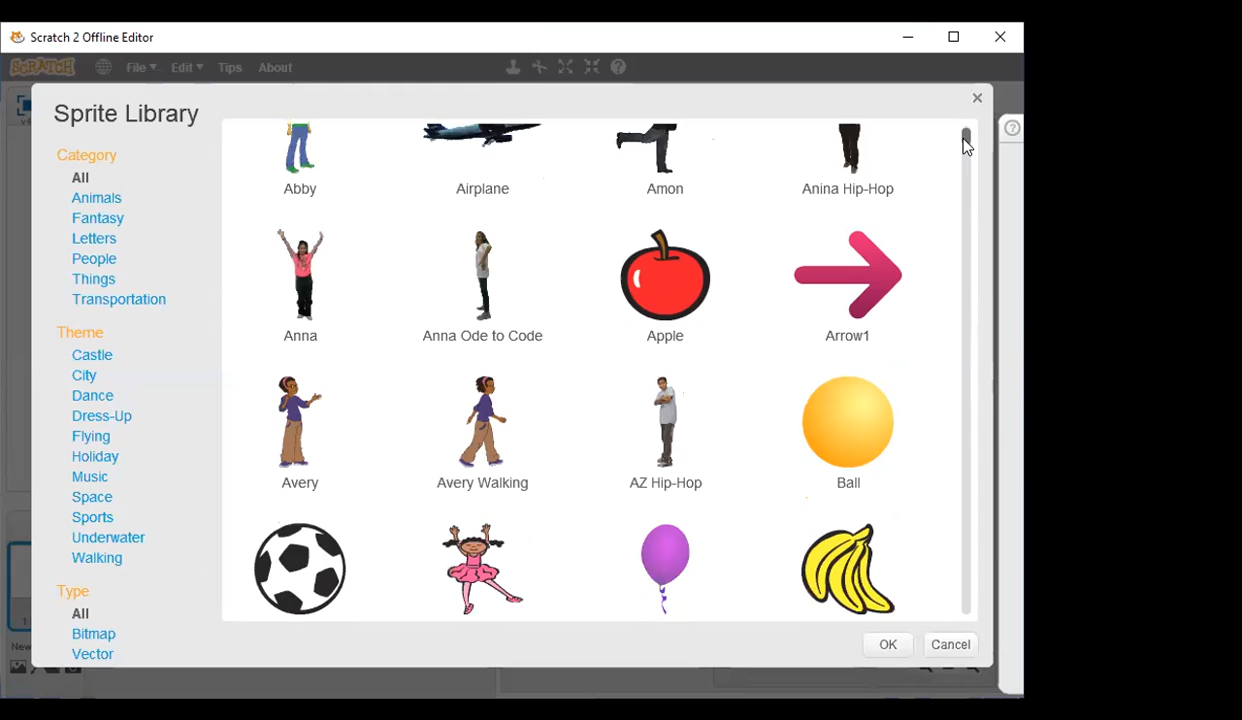 Scratch 2 Offline Editor
SCRATCH File Edit Tips About
Sprite Library
Category
All
Animals
Fantasy
Letters
People
Things
Transportation
Theme
Castle
City
Dance
Dress-Up
Flying
Holiday
Music
Space
Sports
Underwater
Walking
Type
All
Bitmap
Vector
Abby Airplane Amon Anina Hip-Hop
Anna Anna Ode to Code Apple Arrow1
Avery Avery Walking AZ Hip-Hop Ball
OK Cancel
New
1